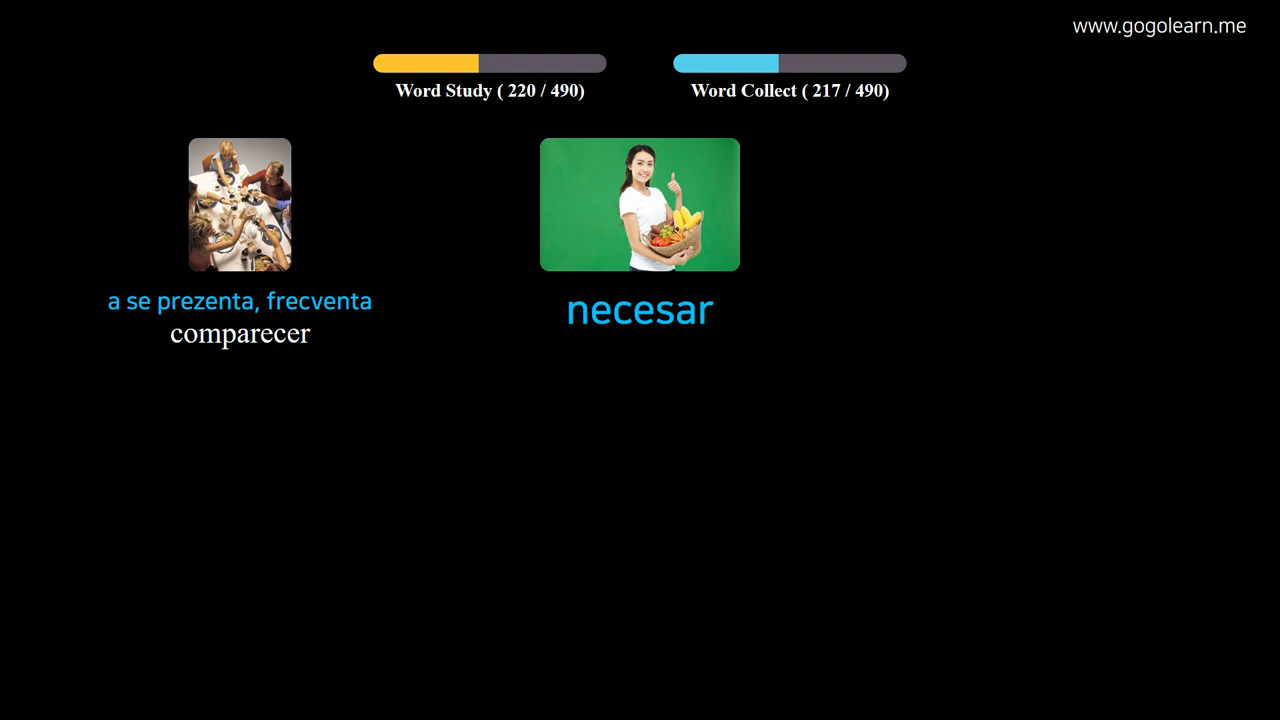 www.gogolearn.me
Word Study ( 220 / 490)
Word Collect ( 217 / 490)
a se prezenta, frecventa
comparecer
necesar